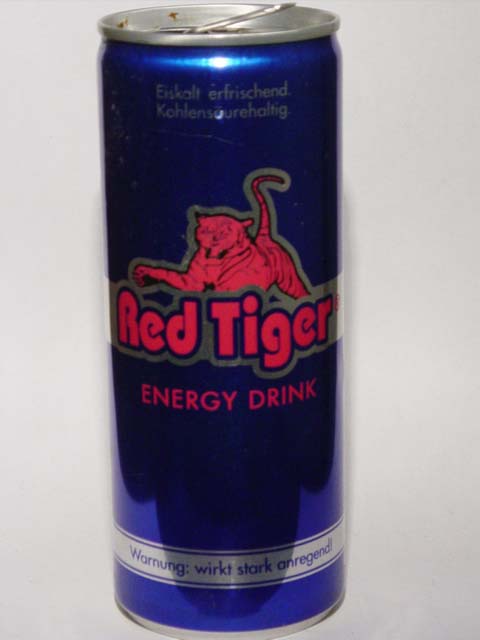 Eiskalt erfrischend.
Kohlensäurehaltig.
Red Tiger®
ENERGY DRINK
Warnung: wirkt stark anregend!